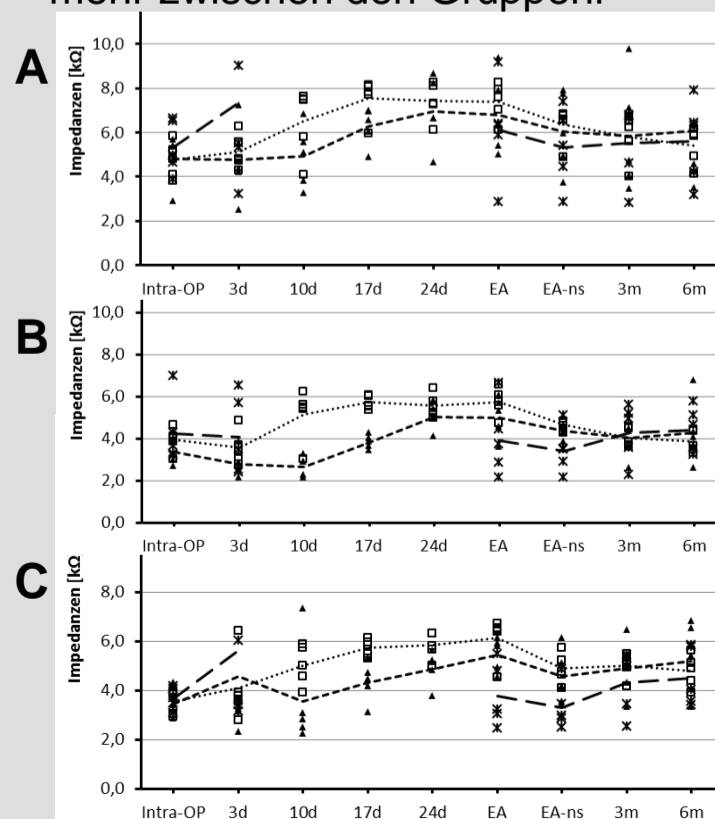 mehr zwischen den Gruppen.
A
Impedanzen [kΩ]
10,0
8,0
6,0
4,0
2,0
0,0
Intra-OP 3d 10d 17d 24d EA EA-ns 3m 6m
B
Impedanzen [kΩ]
10,0
8,0
6,0
4,0
2,0
0,0
Intra-OP 3d 10d 17d 24d EA EA-ns 3m 6m
C
Impedanzen [kΩ
8,0
6,0
4,0
2,0
0,0
Intra-OP 3d 10d 17d 24d EA EA-ns 3m 6m